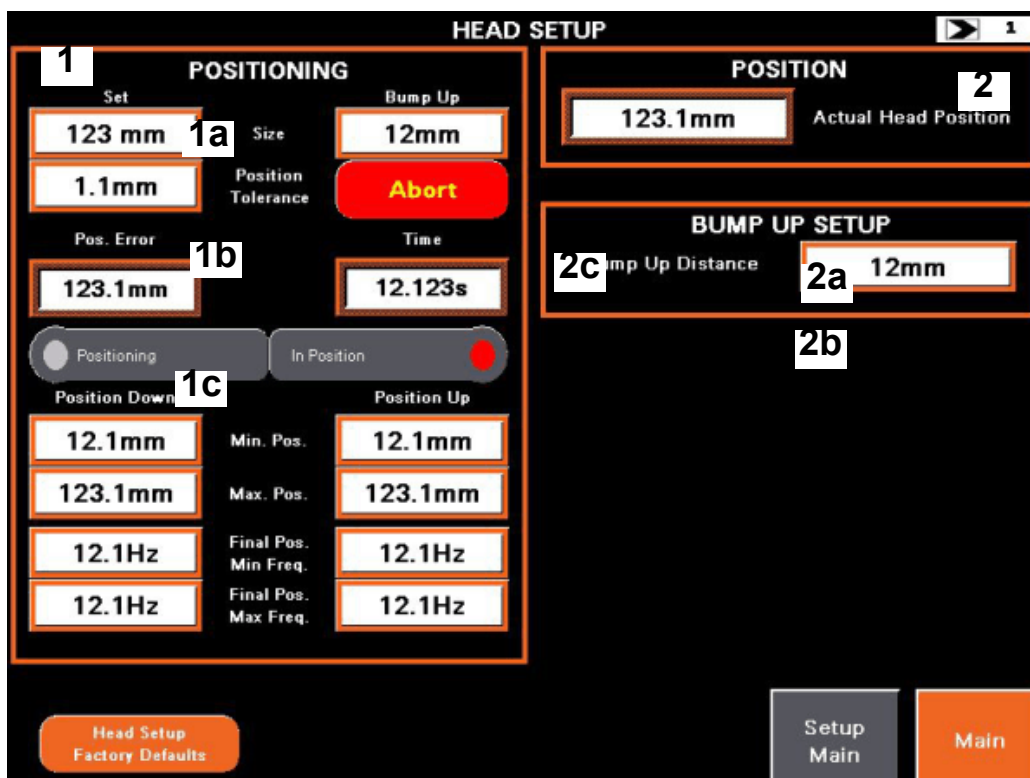 HEAD SETUP
1
1
POSITIONING
Set
Bump Up
123 mm
1a
Size
12mm
1.1mm
Position
Tolerance
Abort
Pos. Error
1b
Time
123.1mm
12.123s
Positioning
In Position
1c
Position Down
Position Up
12.1mm
Min. Pos.
12.1mm
123.1mm
Max. Pos.
123.1mm
12.1Hz
Final Pos.
Min Freq.
12.1Hz
12.1Hz
Final Pos.
Max Freq.
12.1Hz
POSITION
2
123.1mm
Actual Head Position
BUMP UP SETUP
2c
ump Up Distance
2a
12mm
2b
Head Setup
Factory Defaults
Setup
Main
Main